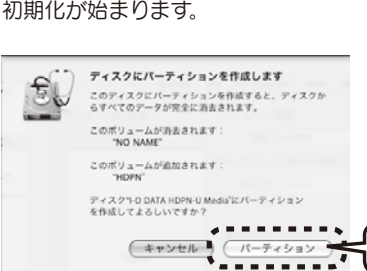 初期化が始まります。
ディスクにパーティションを作成します
このディスクにパーティションを作成すると、ディスクか
らすべてのデータが完全に消去されます。
このボリュームが消去されます：
"NO NAME"
このボリュームが追加されます：
"HDPN"
ディスク"I-O DATA HDPN-U Media"にパーティション
を作成してよろしいですか？
キャンセル パーティション